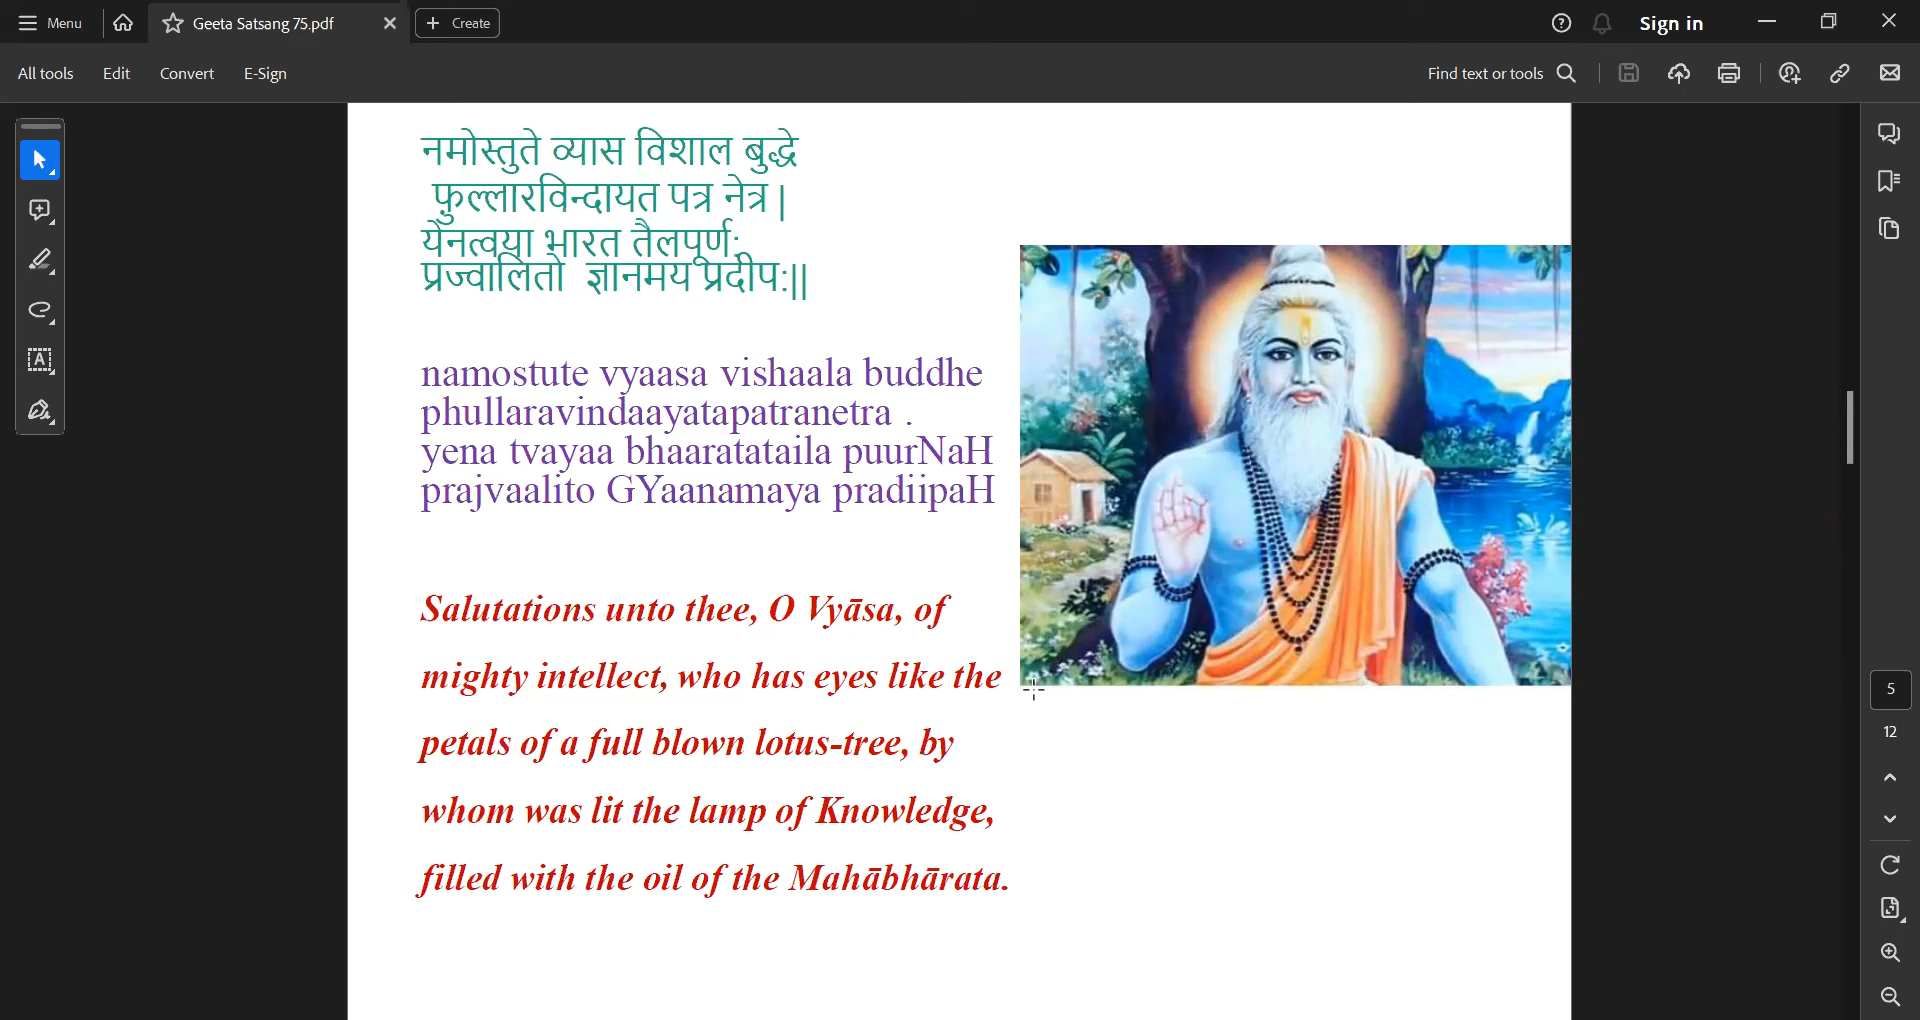 Menu
Geeta Satsang 75.pdf
Create
Sign in
All tools
Edit
Convert
E-Sign
Find text or tools
नमोस्तुते व्यास विशाल बुद्धे
फुल्लारविन्दायत पत्र नेत्र |
येनत्वया भारत तैलपूर्ण:
प्रज्वालितो ज्ञानमय प्रदीप:||
namostute vyaasa vishaala buddhe
phullaravindaayatapatranetra .
yena tvayaa bhaaratataila puurNaH
prajvaalito GYaanamaya pradiipaH
Salutations unto thee, O Vyāsa, of
mighty intellect, who has eyes like the
petals of a full blown lotus-tree, by
whom was lit the lamp of Knowledge,
filled with the oil of the Mahābhārata.
5
12